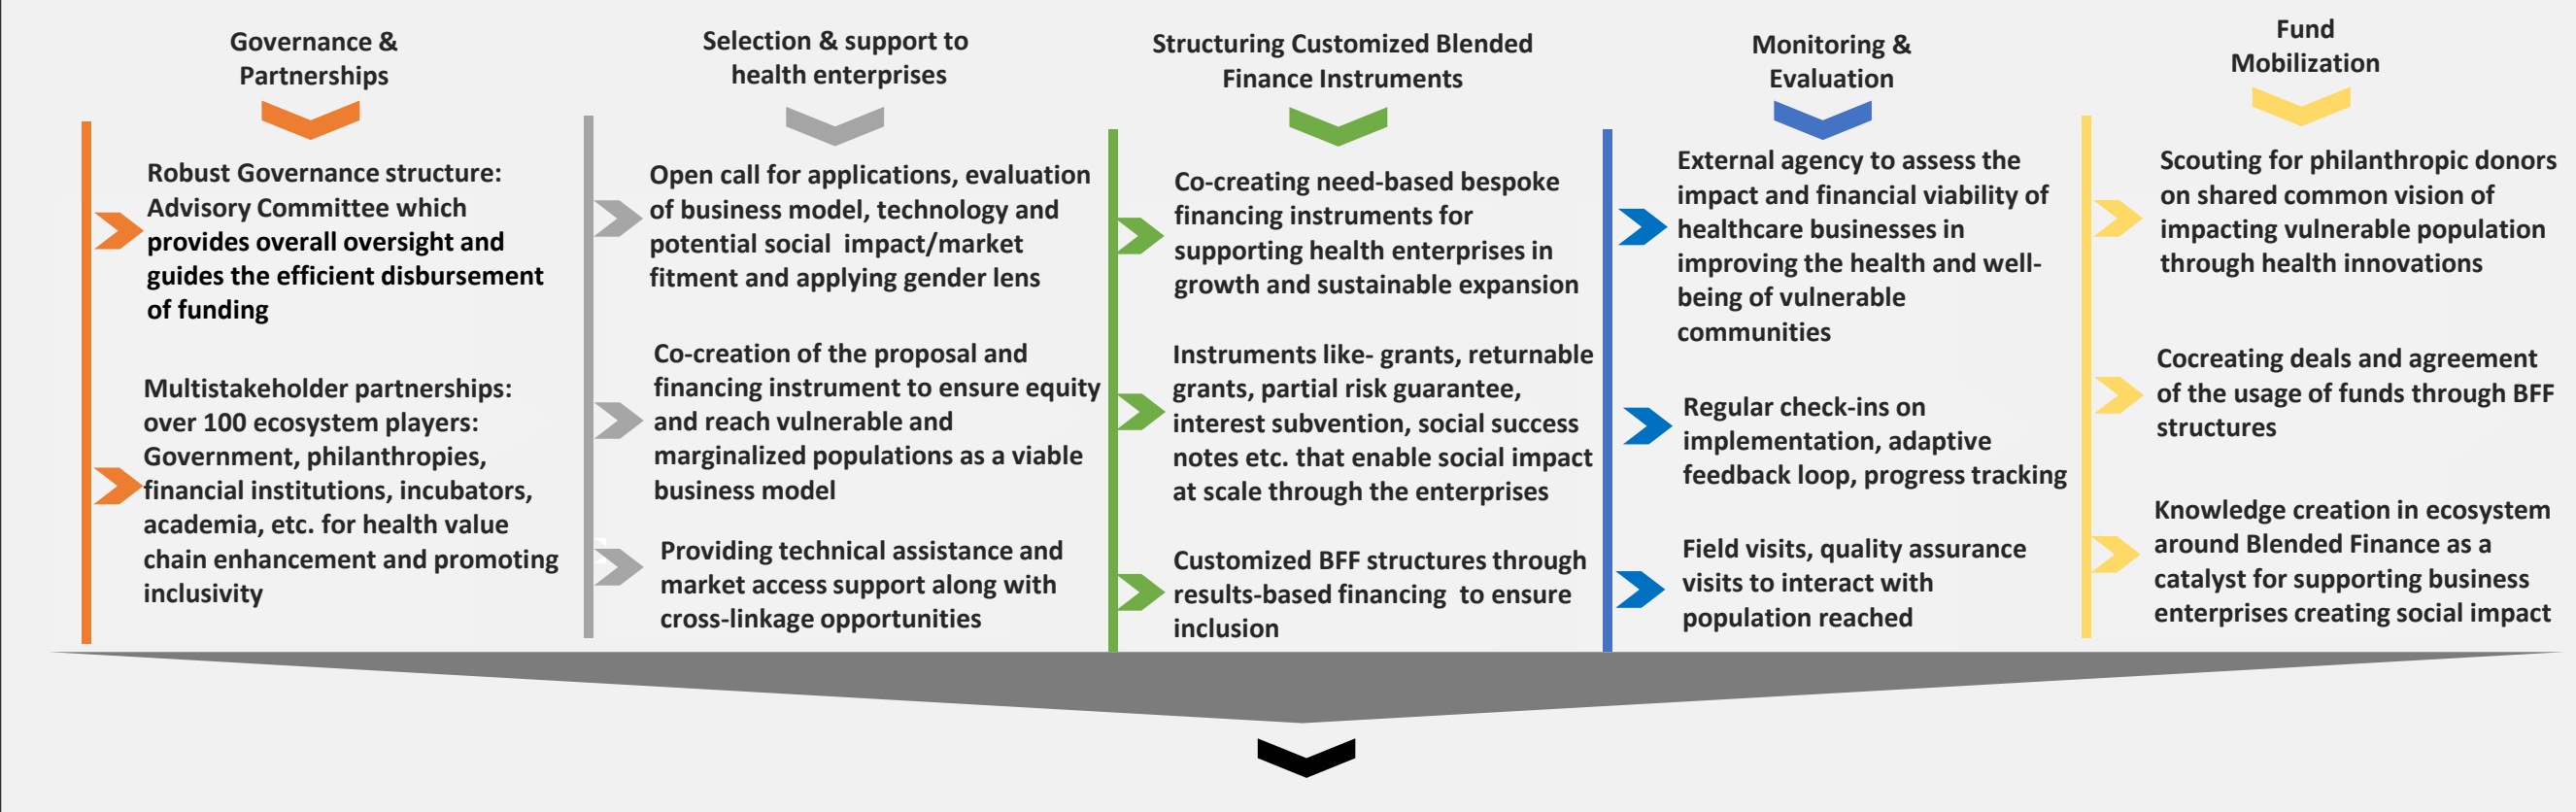 Governance &
Partnerships
Robust Governance structure:
Advisory Committee which
provides overall oversight and
guides the efficient disbursement
of funding
Multistakeholder partnerships:
over 100 ecosystem players:
Government, philanthropies,
financial institutions, incubators,
academia, etc. for health value
chain enhancement and promoting
inclusivity
Selection & support to
health enterprises
Open call for applications, evaluation
of business model, technology and
potential social impact/market
fitment and applying gender lens
Co-creation of the proposal and
financing instrument to ensure equity
and reach vulnerable and
marginalized populations as a viable
business model
Providing technical assistance and
market access support along with
cross-linkage opportunities
Structuring Customized Blended
Finance Instruments
Co-creating need-based bespoke
financing instruments for
supporting health enterprises in
growth and sustainable expansion
Instruments like- grants, returnable
grants, partial risk guarantee,
interest subvention, social success
notes etc. that enable social impact
at scale through the enterprises
Customized BFF structures through
results-based financing to ensure
inclusion
Monitoring &
Evaluation
External agency to assess the
impact and financial viability of
healthcare businesses in
improving the health and well-
being of vulnerable
communities
Regular check-ins on
implementation, adaptive
feedback loop, progress tracking
Field visits, quality assurance
visits to interact with
population reached
Fund
Mobilization
Scouting for philanthropic donors
on shared common vision of
impacting vulnerable population
through health innovations
Cocreating deals and agreement
of the usage of funds through BFF
structures
Knowledge creation in ecosystem
around Blended Finance as a
catalyst for supporting business
enterprises creating social impact